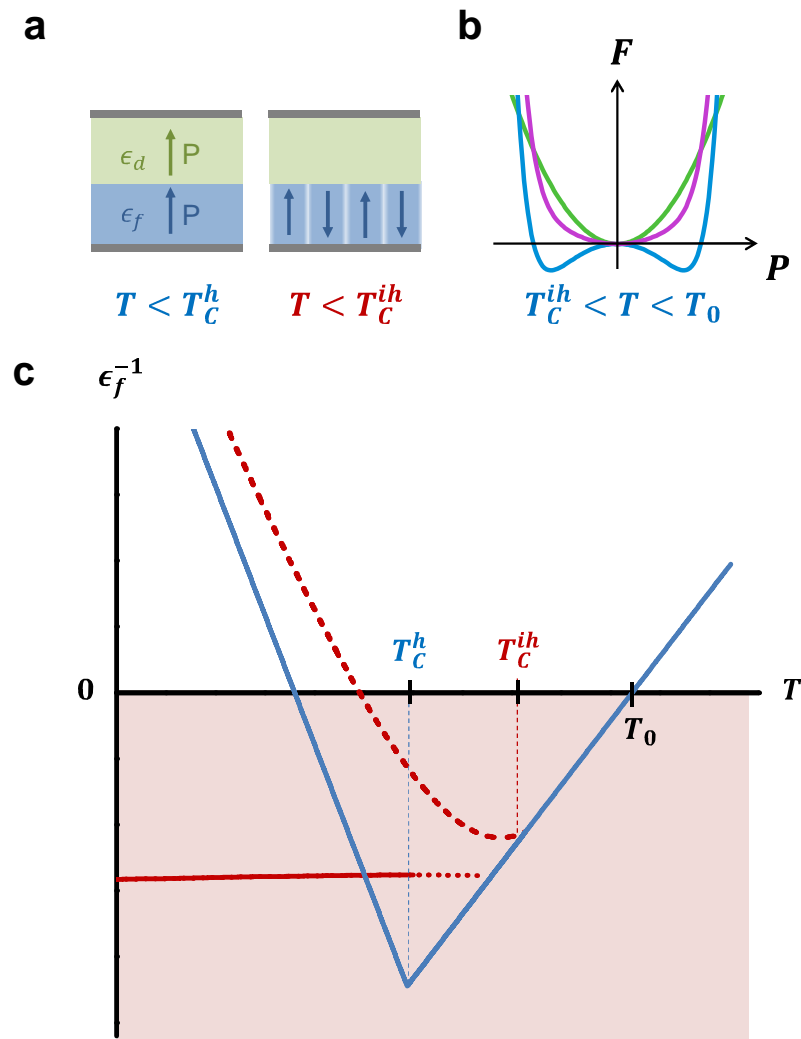 a
ϵ_d P
ϵ_f P
T < T_C^h
T < T_C^{ih}
b
F
P
T_C^{ih} < T < T_0
c
ϵ_f^{-1}
T_C^h
T_C^{ih}
0
T
T_0